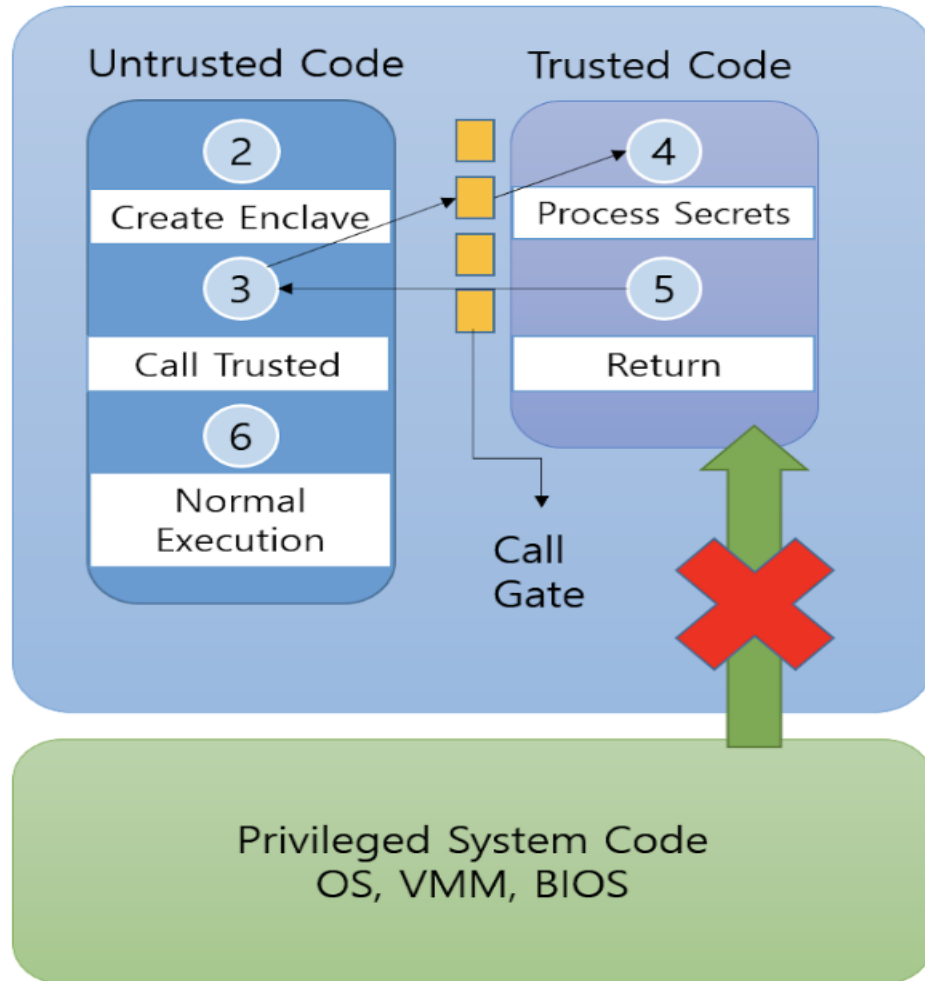 Untrusted Code
Trusted Code
2
Create Enclave
3
Call Trusted
6
Normal
Execution
4
Process Secrets
5
Return
Call
Gate
Privileged System Code
OS, VMM, BIOS